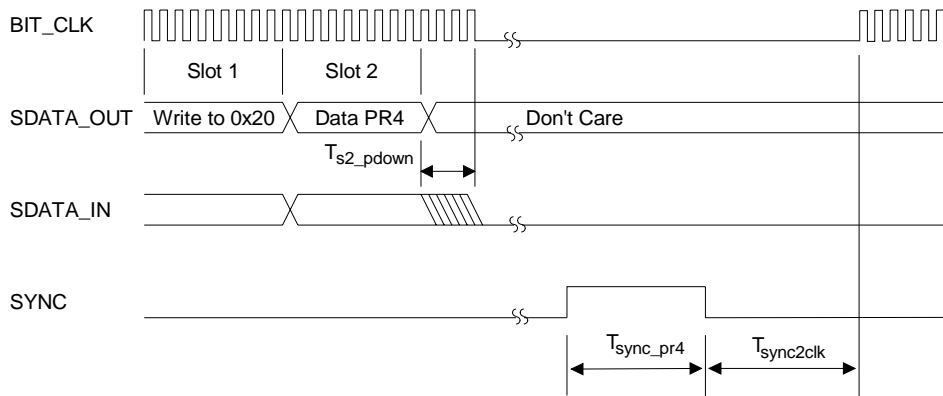 BIT_CLK
Slot 1 Slot 2
SDATA_OUT Write to 0x20 Data PR4 Don't Care
Ts2_pdown
SDATA_IN
SYNC
Tsync_pr4 Tsync2clk